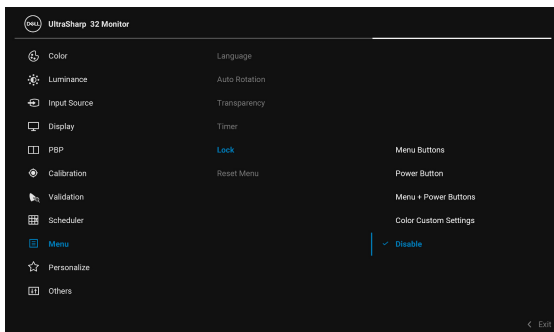 DELL UltraSharp 32 Monitor
Color Language
Luminance Auto Rotation
Input Source Transparency
Display Timer
PBP Lock Menu Buttons
Calibration Reset Menu Power Button
Validation Menu + Power Buttons
Scheduler Color Custom Settings
Menu Disable
Personalize
Others
Exit